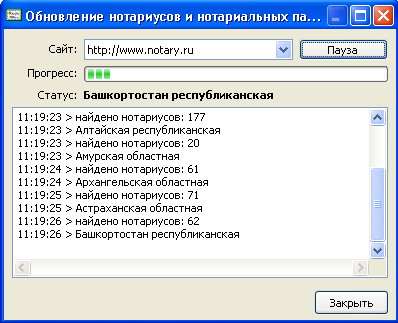 Обновление нотариусов и нотариальных па...
Сайт: http://www.notary.ru Пауза
Прогресс:
Статус: Башкортостан республиканская
11:19:23 > найдено нотариусов: 177
11:19:23 > Алтайская республиканская
11:19:23 > найдено нотариусов: 20
11:19:23 > Амурская областная
11:19:24 > найдено нотариусов: 61
11:19:24 > Архангельская областная
11:19:25 > найдено нотариусов: 71
11:19:25 > Астраханская областная
11:19:26 > найдено нотариусов: 62
11:19:26 > Башкортостан республиканская
Закрыть